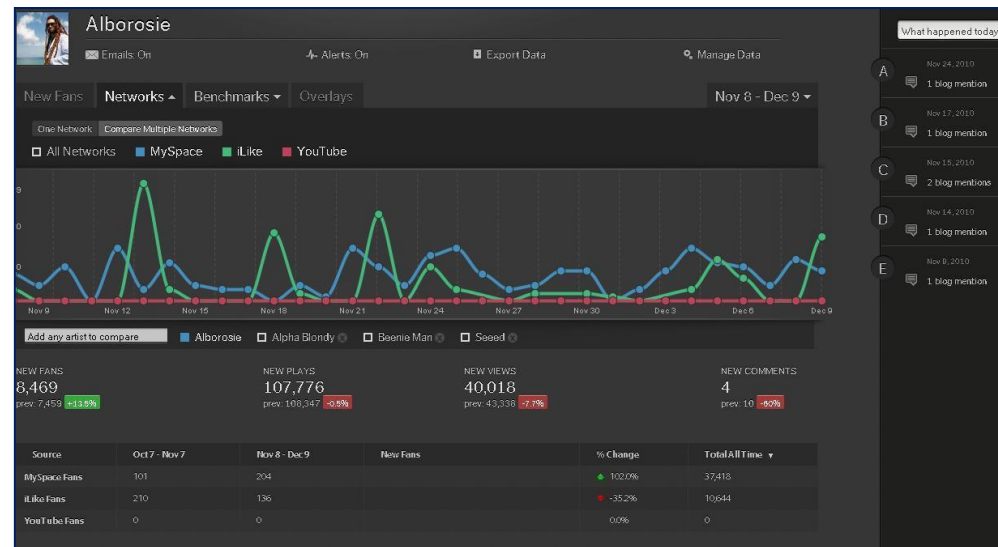 Alborosie
Emails: On
Alerts: On
Export Data
Manage Data
New Fans
Networks
Benchmarks
Overlays
Nov 8 - Dec 9
One Network
Compare Multiple Networks
All Networks
MySpace
iLike
YouTube
9
0
0
Nov 9
Nov 12
Nov 15
Nov 18
Nov 21
Nov 24
Nov 27
Nov 30
Dec 3
Dec 6
Dec 9
Add any artist to compare
Alborosie
Alpha Blondy
Beenie Man
Seeed
NEW FANS
8,469
prev: 7,459 +13.5%
NEW PLAYS
107,776
prev: 108,347 -0.5%
NEW VIEWS
40,018
prev: 43,338 -7.7%
NEW COMMENTS
4
prev: 10 -60%
Source Oct 7 - Nov 7 Nov 8 - Dec 9 New Fans % Change Total All Time
MySpace Fans 101 204 102.0% 37,418
iLike Fans 210 136 -35.2% 10,644
YouTube Fans 0 0 0.0% 0
What happened today
A
Nov 24, 2010
1 blog mention
B
Nov 17, 2010
1 blog mention
C
Nov 15, 2010
2 blog mentions
D
Nov 14, 2010
1 blog mention
E
Nov 8, 2010
1 blog mention